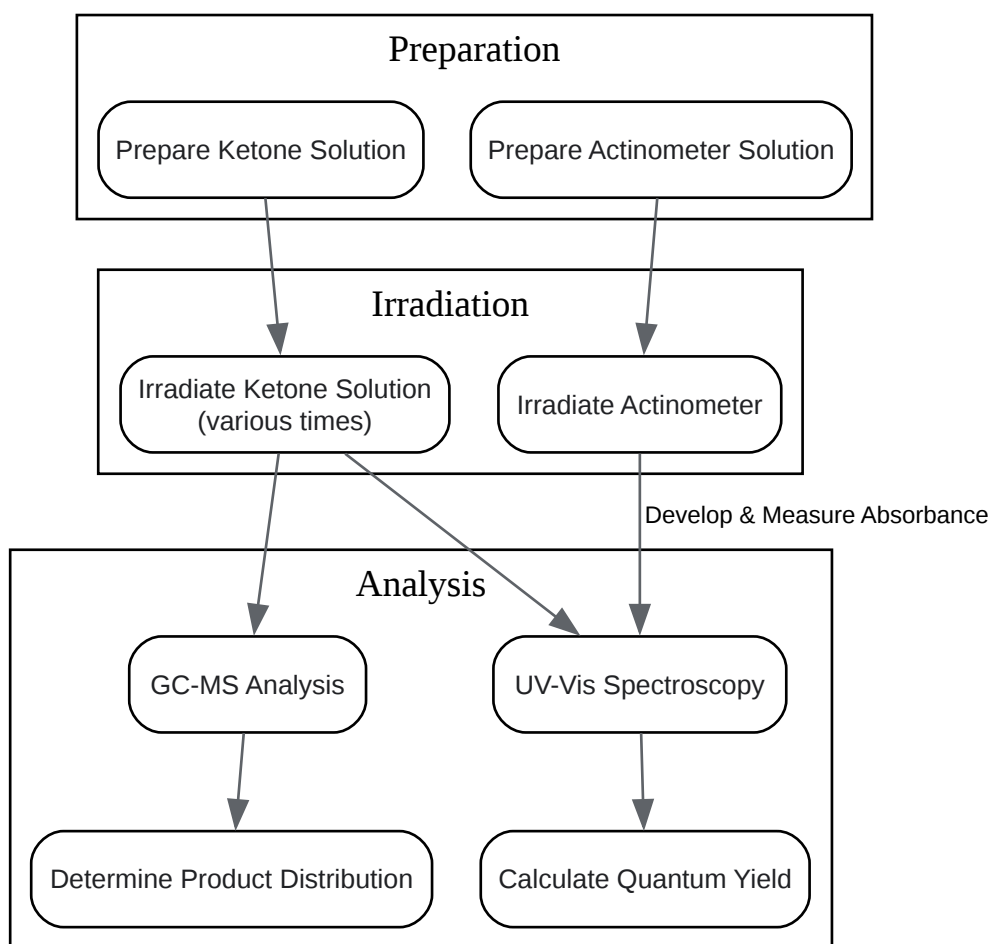 Preparation
Prepare Ketone Solution
Prepare Actinometer Solution
Irradiation
Irradiate Ketone Solution
(various times)
Irradiate Actinometer
Develop & Measure Absorbance
Analysis
GC-MS Analysis
UV-Vis Spectroscopy
Determine Product Distribution
Calculate Quantum Yield